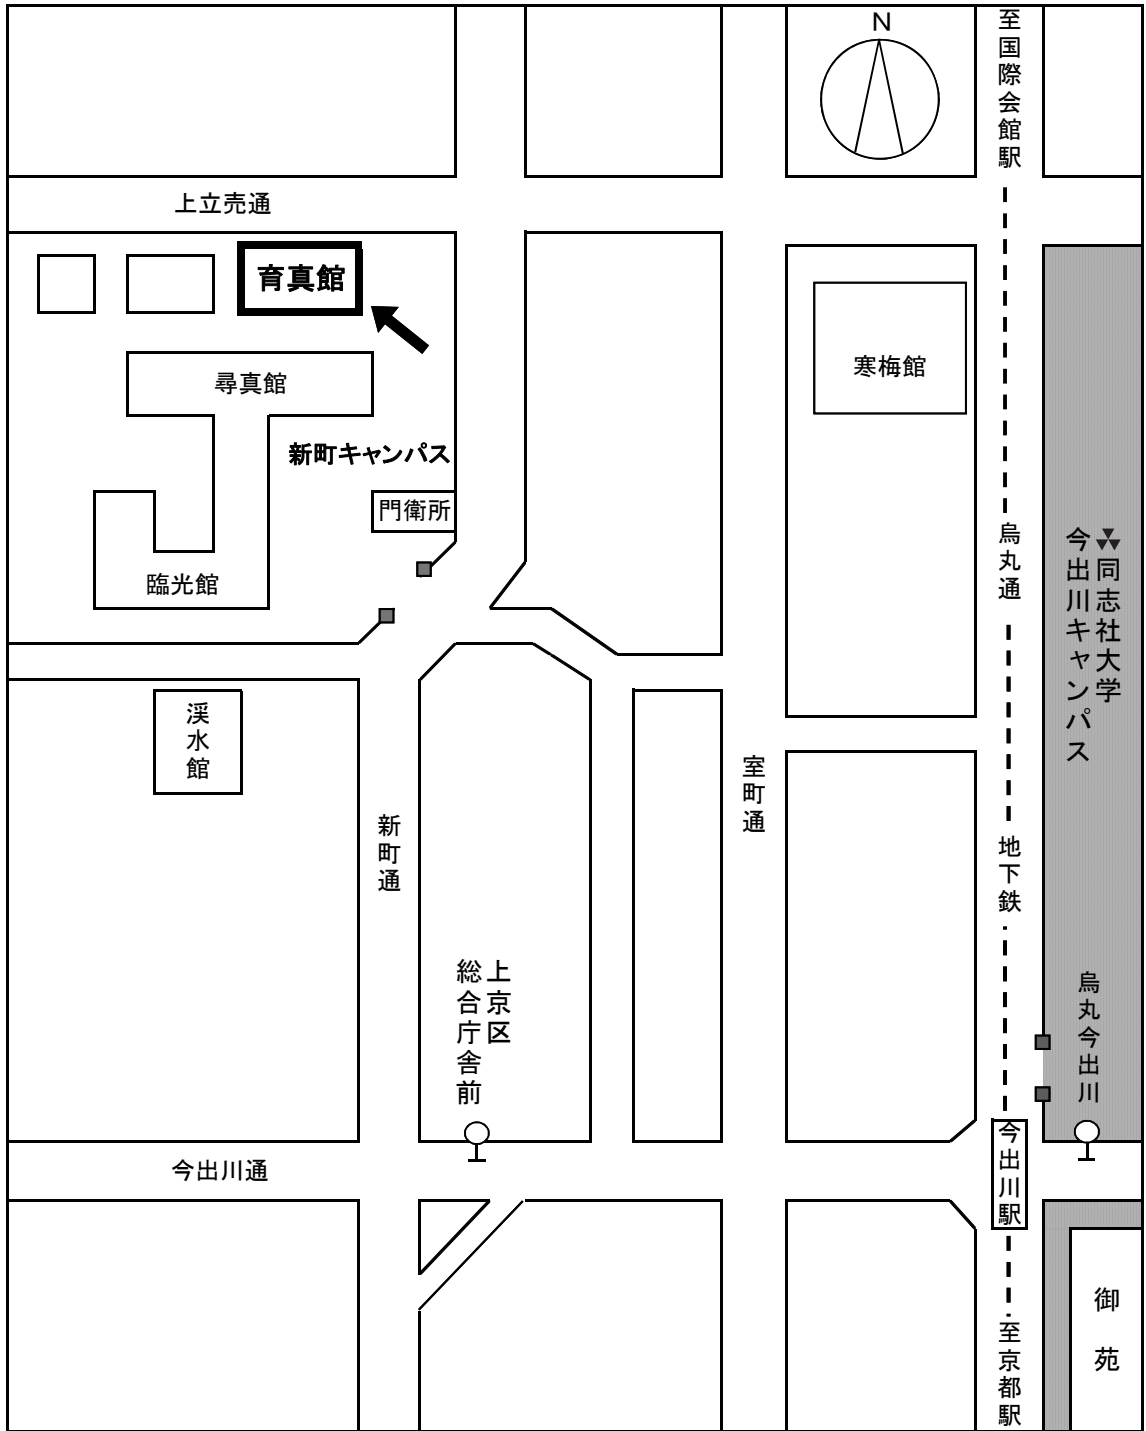 N
至国際会館駅
上立売通
育真館
寒梅館
尋真館
新町キャンパス
門衛所
臨光館
烏丸通
同志社大学
今出川キャンパス
渓水館
室町通
新町通
地下鉄
上京区
総合庁舎前
烏丸今出川
今出川通
今出川駅
御苑
至京都駅